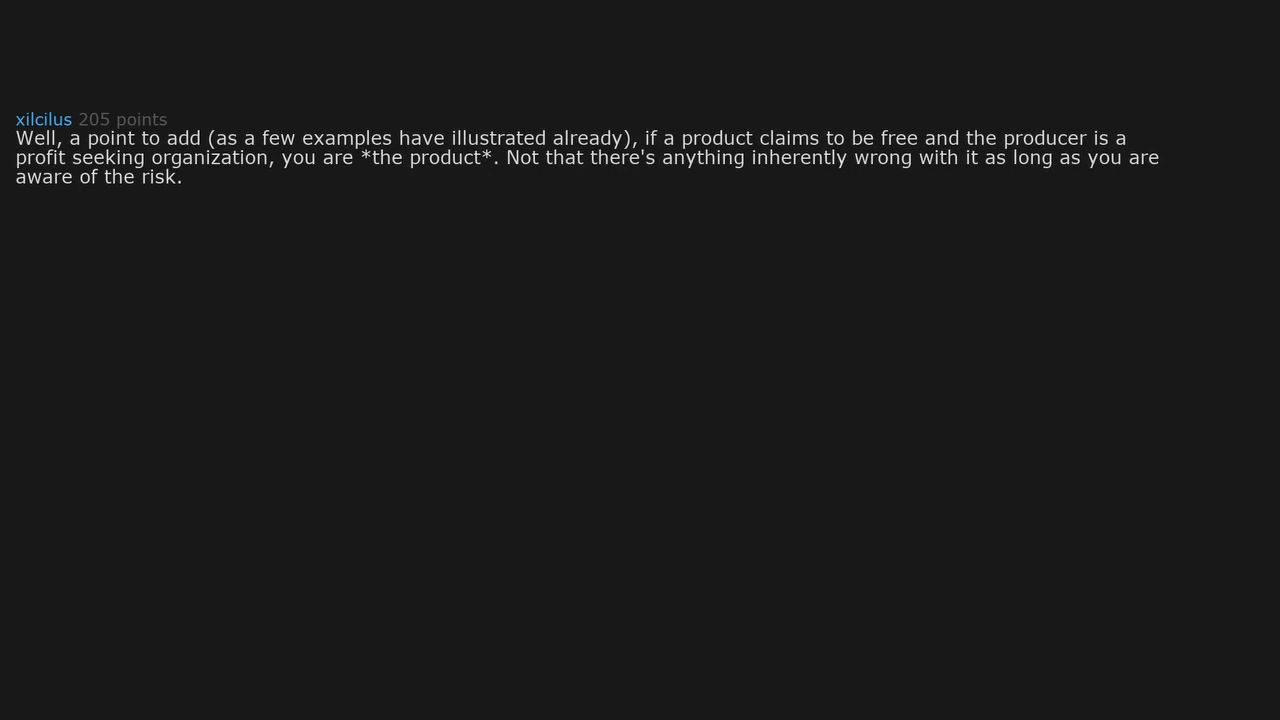 xilcilus 205 points
Well, a point to add (as a few examples have illustrated already), if a product claims to be free and the producer is a
profit seeking organization, you are *the product*. Not that there's anything inherently wrong with it as long as you are
aware of the risk.